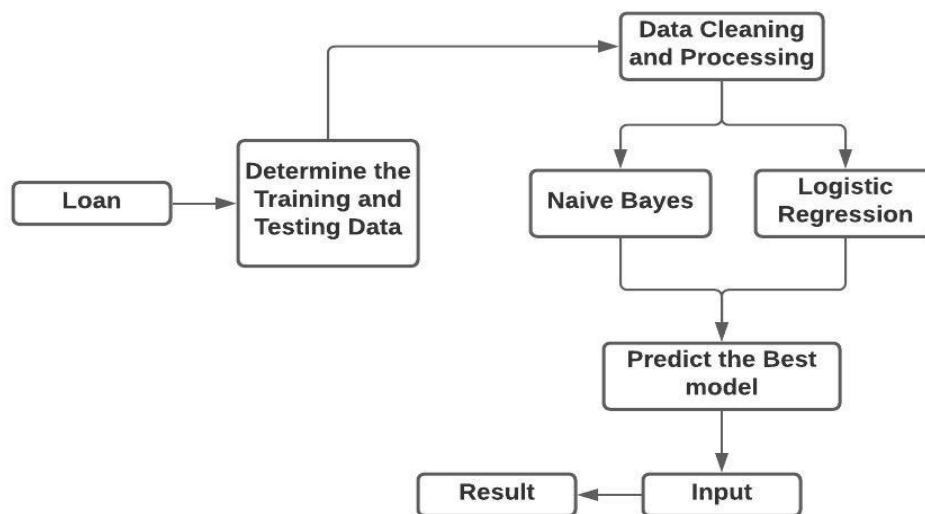 Loan
Determine the
Training and
Testing Data
Data Cleaning
and Processing
Naive Bayes
Logistic
Regression
Predict the Best
model
Input
Result